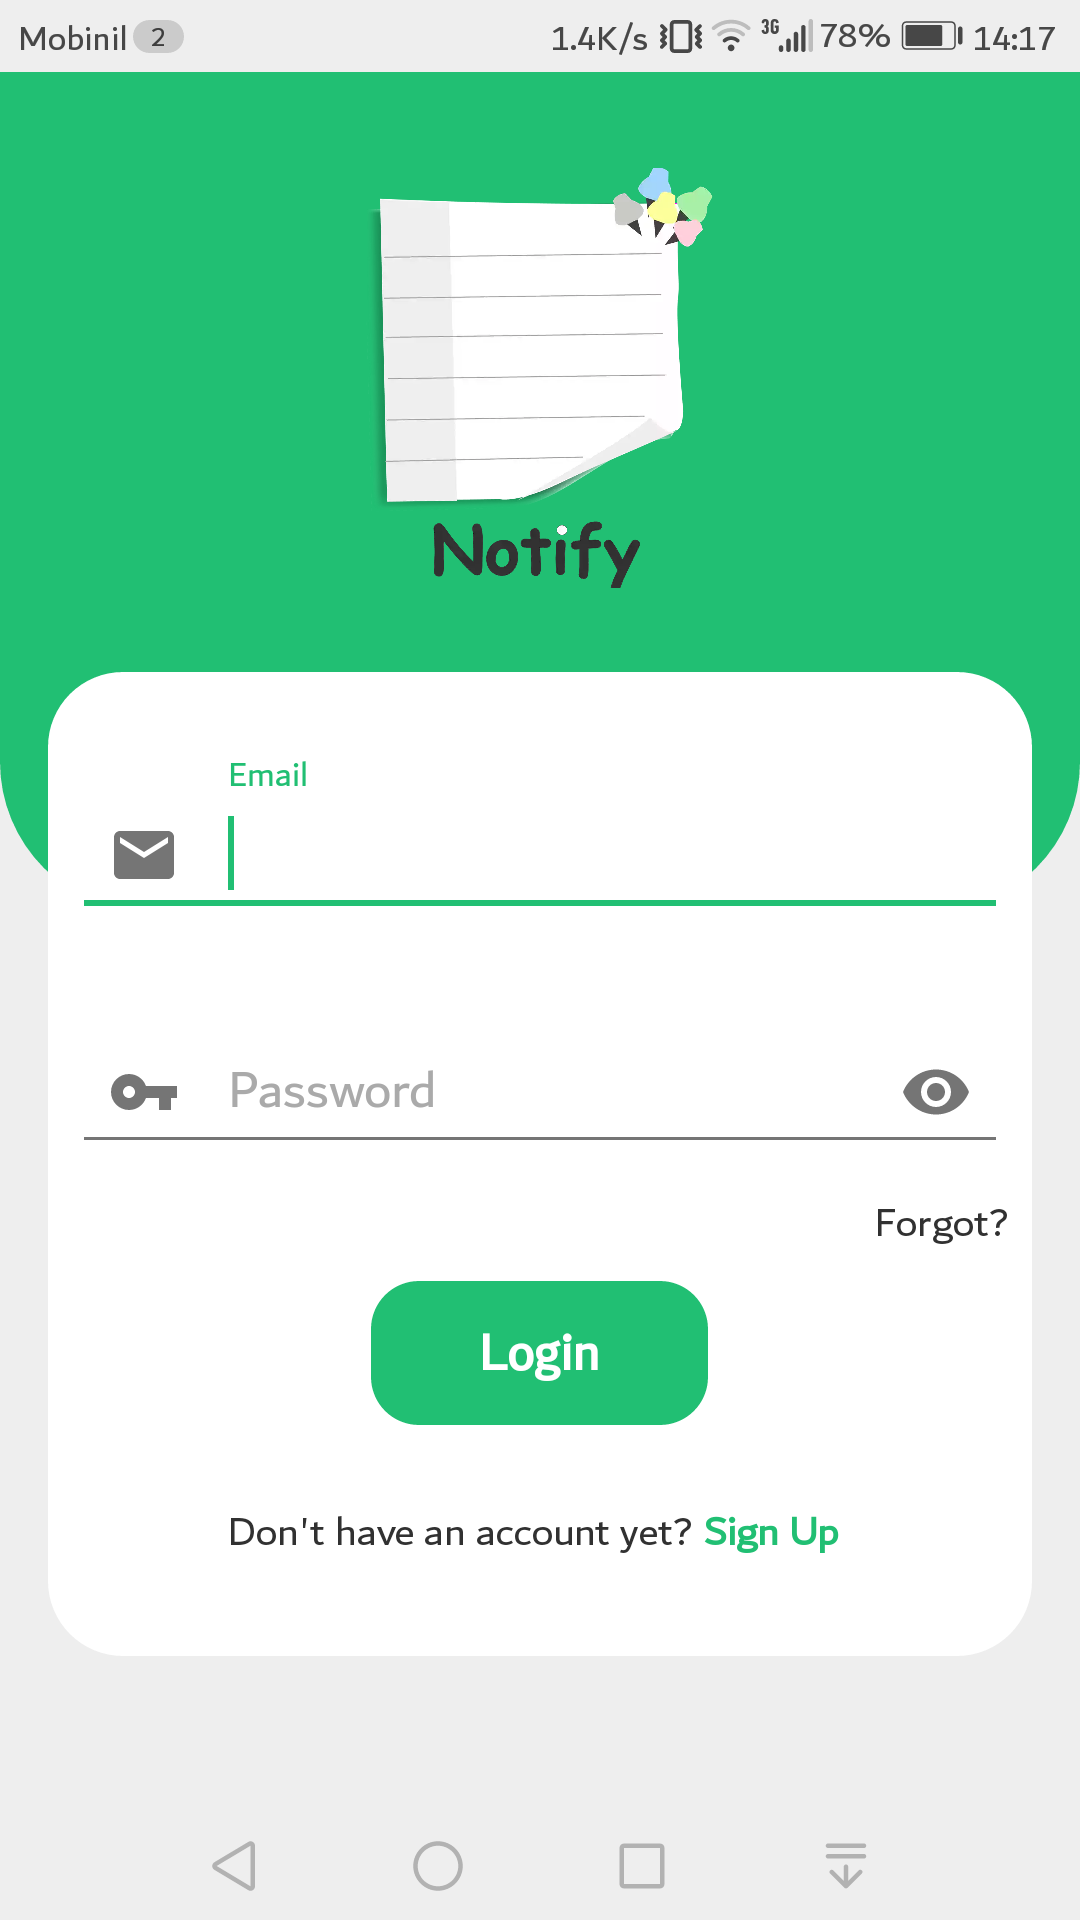 Mobinil 2 1.4K/s 3G 78% 14:17
Notify
Email
Password
Forgot?
Login
Don't have an account yet? Sign Up